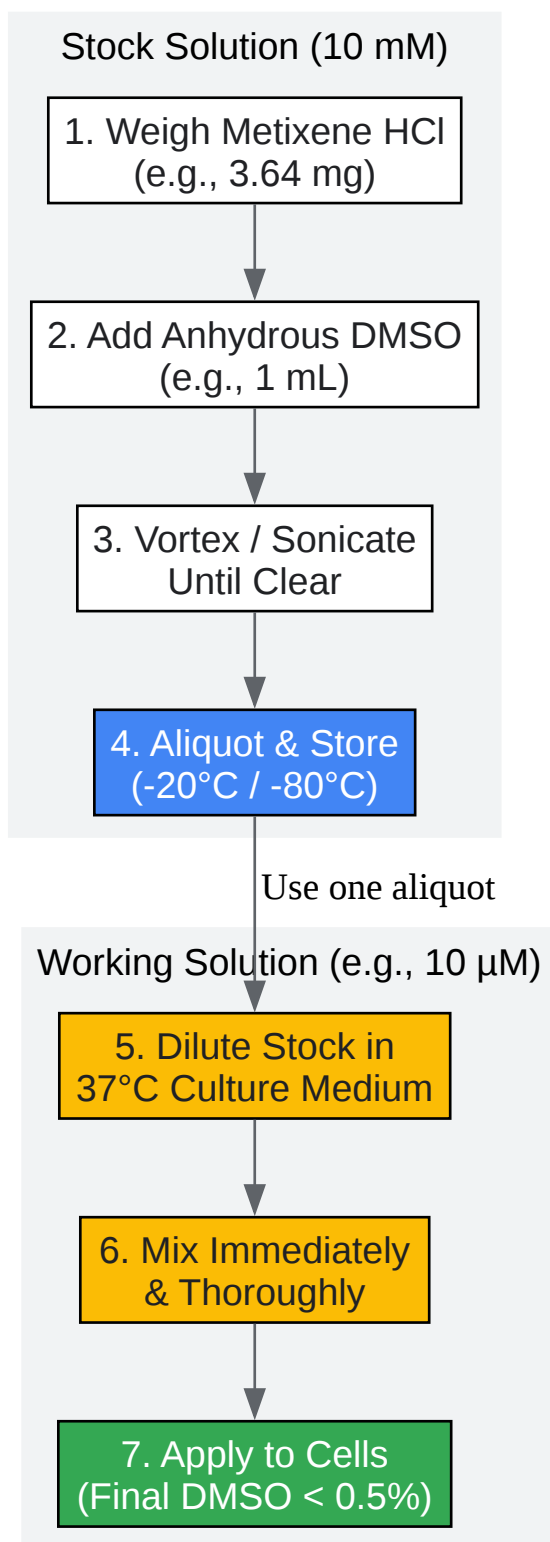 Stock Solution (10 mM)
1. Weigh Metixene HCl
(e.g., 3.64 mg)
2. Add Anhydrous DMSO
(e.g., 1 mL)
3. Vortex / Sonicate
Until Clear
4. Aliquot & Store
(-20°C / -80°C)
Use one aliquot
Working Solution (e.g., 10 µM)
5. Dilute Stock in
37°C Culture Medium
6. Mix Immediately
& Thoroughly
7. Apply to Cells
(Final DMSO < 0.5%)